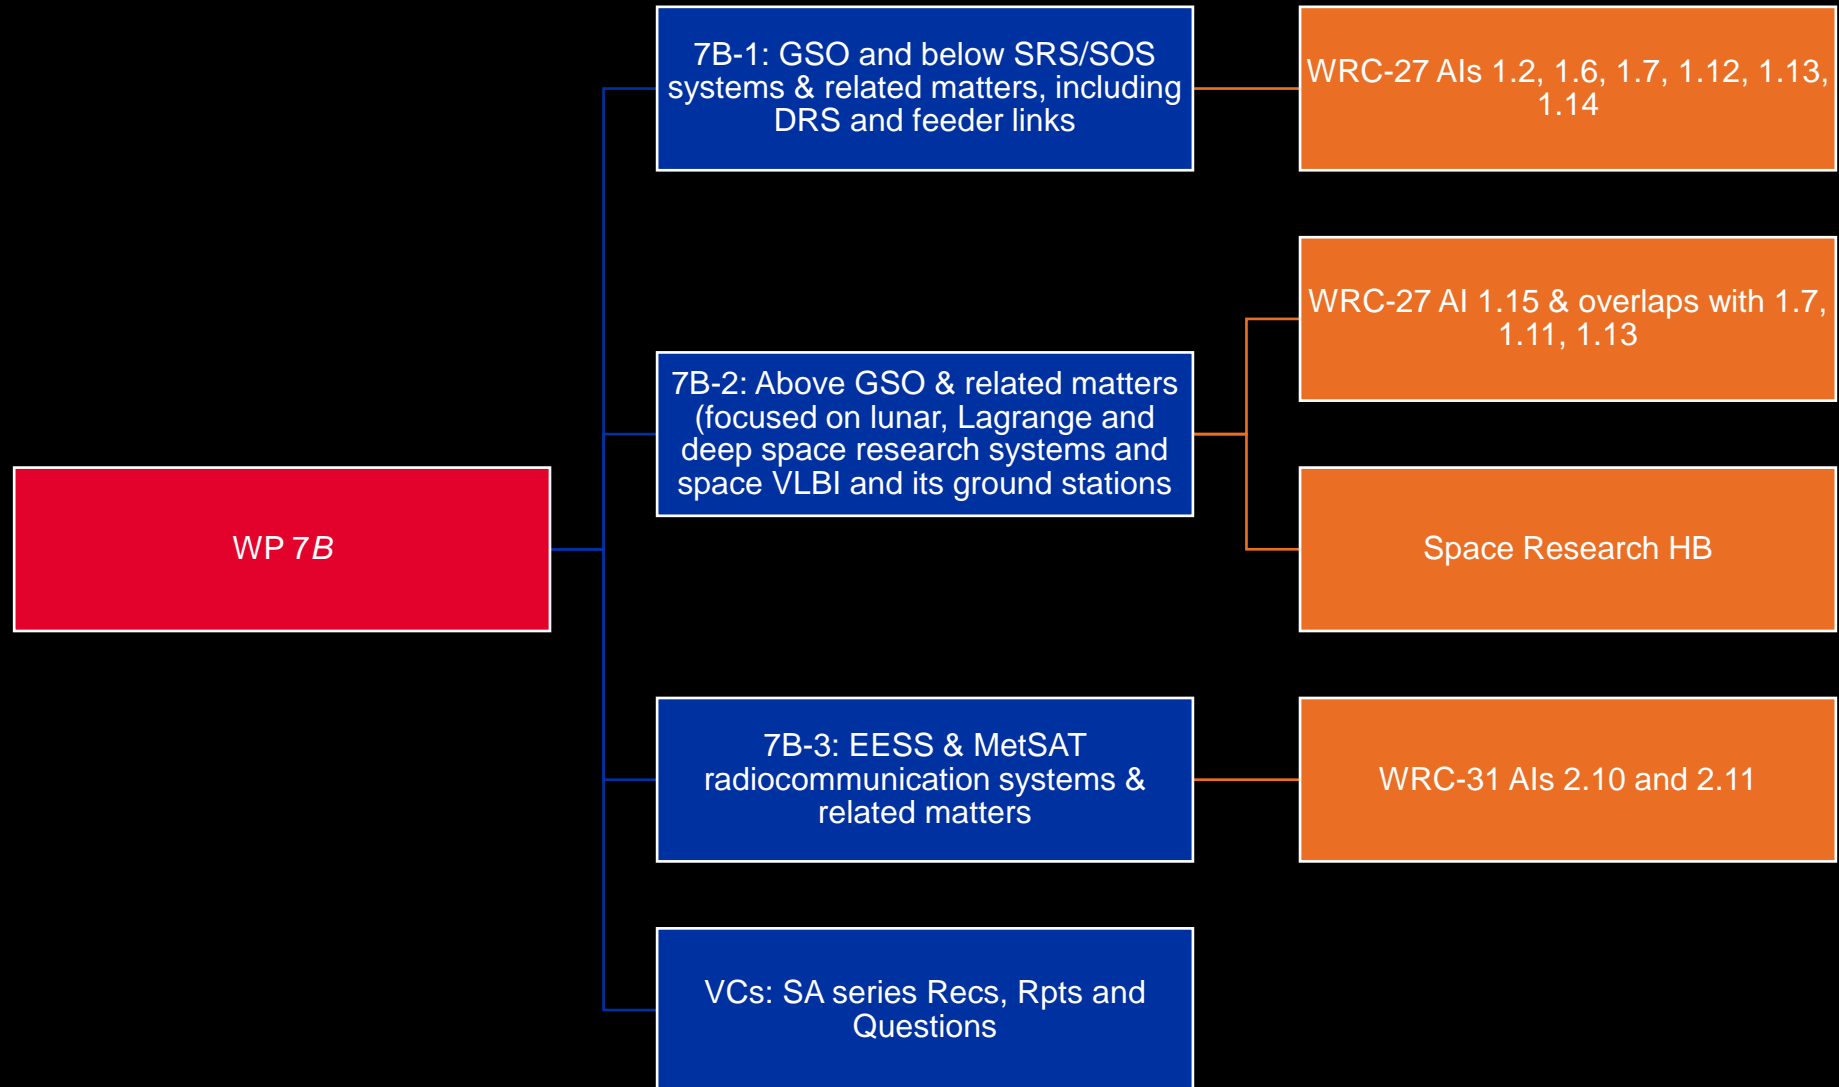 7B-1: GSO and below SRS/SOS
systems & related matters, including
DRS and feeder links
WRC-27 AIs 1.2, 1.6, 1.7, 1.12, 1.13,
1.14
WRC-27 AI 1.15 & overlaps with 1.7,
1.11, 1.13
7B-2: Above GSO & related matters
(focused on lunar, Lagrange and
deep space research systems and
space VLBI and its ground stations
WP 7B
Space Research HB
7B-3: EESS & MetSAT
radiocommunication systems &
related matters
WRC-31 AIs 2.10 and 2.11
VCs: SA series Recs, Rpts and
Questions